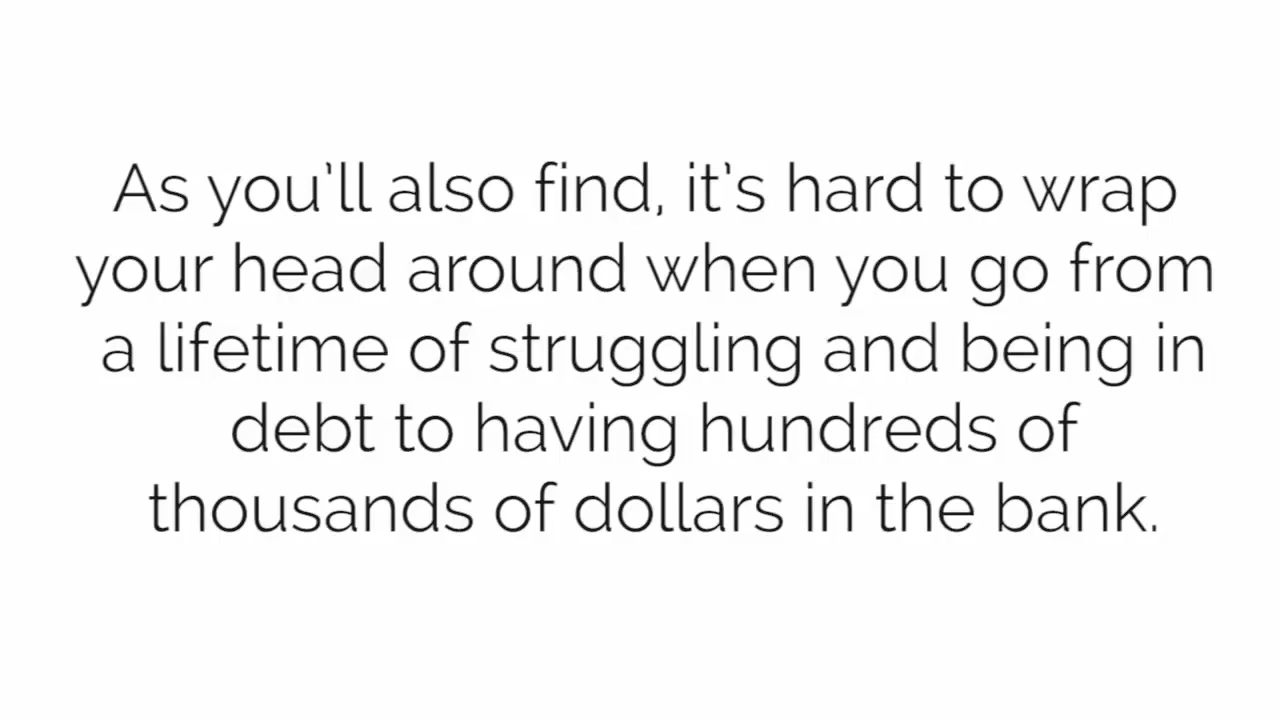 As you'll also find, it's hard to wrap
your head around when you go from
a lifetime of struggling and being in
debt to having hundreds of
thousands of dollars in the bank.